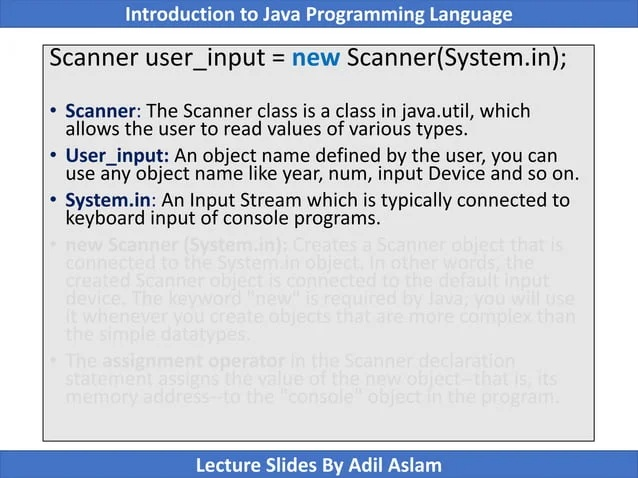 Introduction to Java Programming Language
Scanner user_input = new Scanner(System.in);
• Scanner: The Scanner class is a class in java.util, which
allows the user to read values of various types.
• User_input: An object name defined by the user, you can
use any object name like year, num, input Device and so on.
• System.in: An Input Stream which is typically connected to
keyboard input of console programs.
• new Scanner (System.in): Creates a Scanner object that is
connected to the System.in object. In other words, the
created Scanner object is connected to the default input
device. The keyword "new" is required by Java; you will use
it whenever you create objects that are more complex than
the simple datatypes.
• The assignment operator in the Scanner declaration
statement assigns the value of the new object--that is, its
memory address--to the "console" object in the program.
Lecture Slides By Adil Aslam